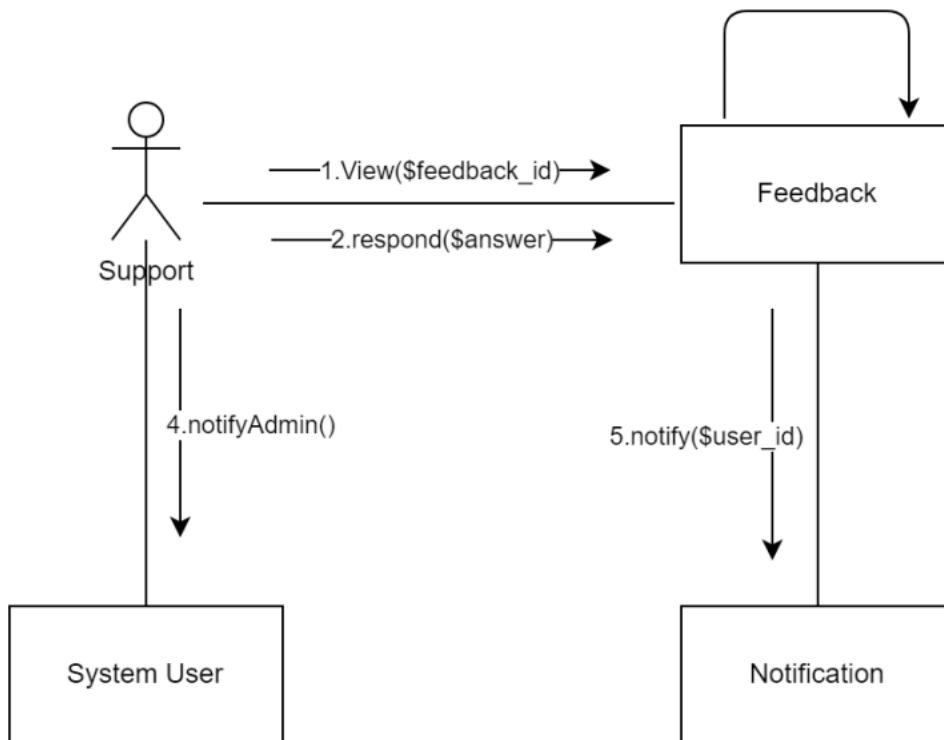 1.View($feedback_id)
Feedback
2.respond($answer)
Support
4.notifyAdmin()
5.notify($user_id)
System User
Notification